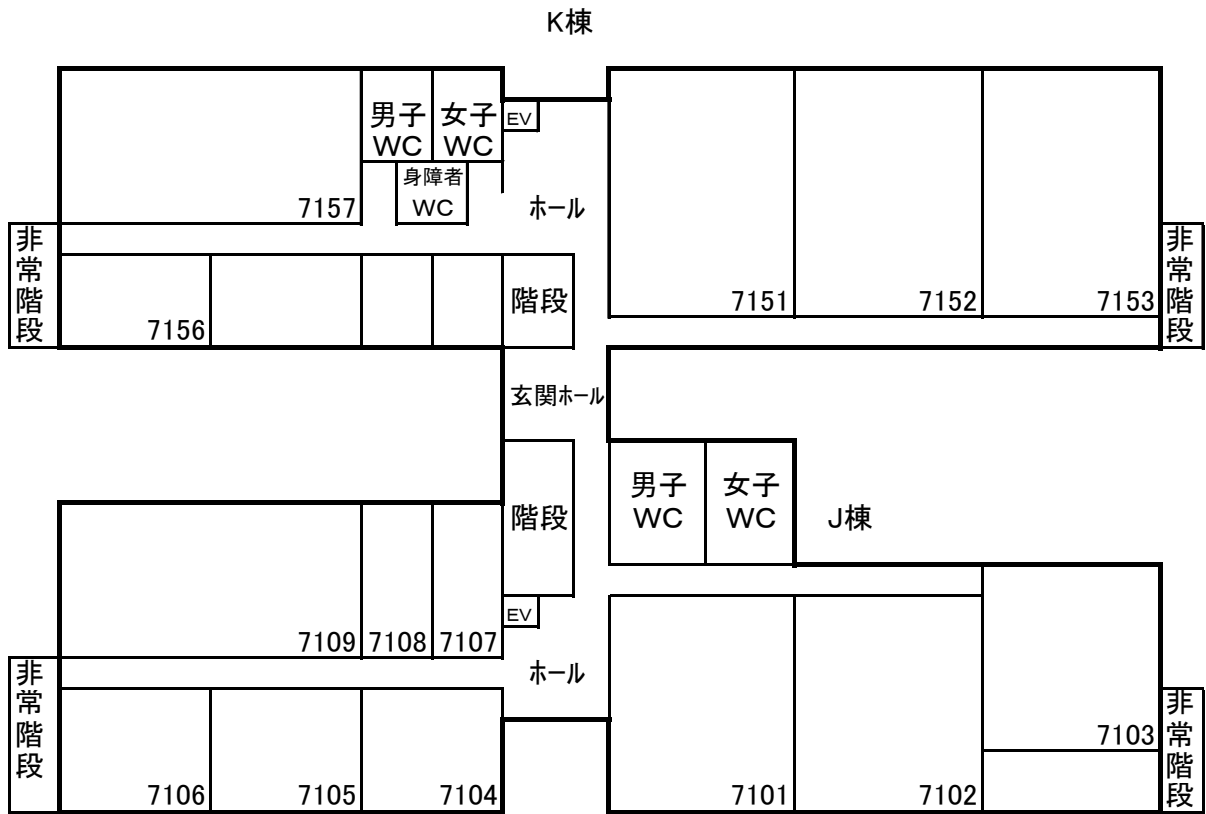 K棟
男子
WC
女子
WC
EV
身障者
WC
7157
ホール
非常階段
7156
階段
7151
7152
7153
非常階段
玄関ホール
階段
男子
WC
女子
WC
J棟
7109
7108
7107
EV
ホール
非常階段
7106
7105
7104
7101
7102
7103
非常階段